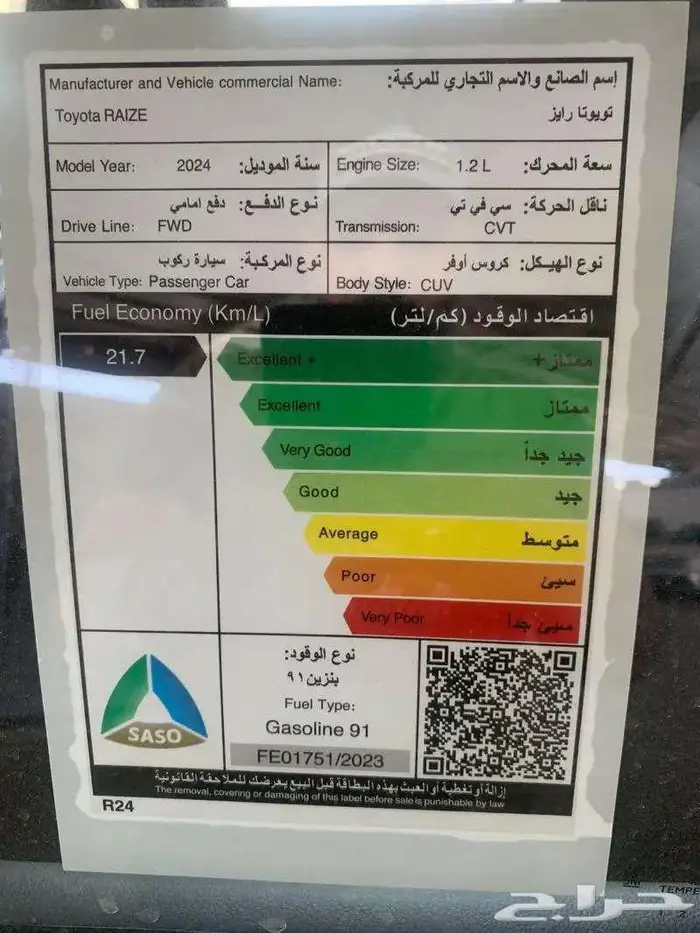 Manufacturer and Vehicle commercial Name: إسم الصانع والاسم التجاري للمركبة:
Toyota RAIZE تويوتا رايز
Model Year: 2024 سنة الموديل: Engine Size: 1.2 L سعة المحرك:
نوع الدفع: دفع امامي
Drive Line: FWD
ناقل الحركة: سي في تي
Transmission: CVT
نوع المركبة: سيارة ركوب
Vehicle Type: Passenger Car
نوع الهيكل: كروس أوفر
Body Style: CUV
Fuel Economy (Km/L) اقتصاد الوقود (كم/لتر)
21.7
Excellent + ممتاز+
Excellent ممتاز
Very Good جيد جداً
Good جيد
Average متوسط
Poor سيئ
Very Poor سيئ جداً
SASO
نوع الوقود:
بنزين ٩١
Fuel Type:
Gasoline 91
FE01751/2023
إزالة أو تغطية أو العبث بهذه البطاقة قبل البيع يعرضك للملاحقة القانونية
The removal, covering or damaging of this label before sale is punishable by law
R24
حراج